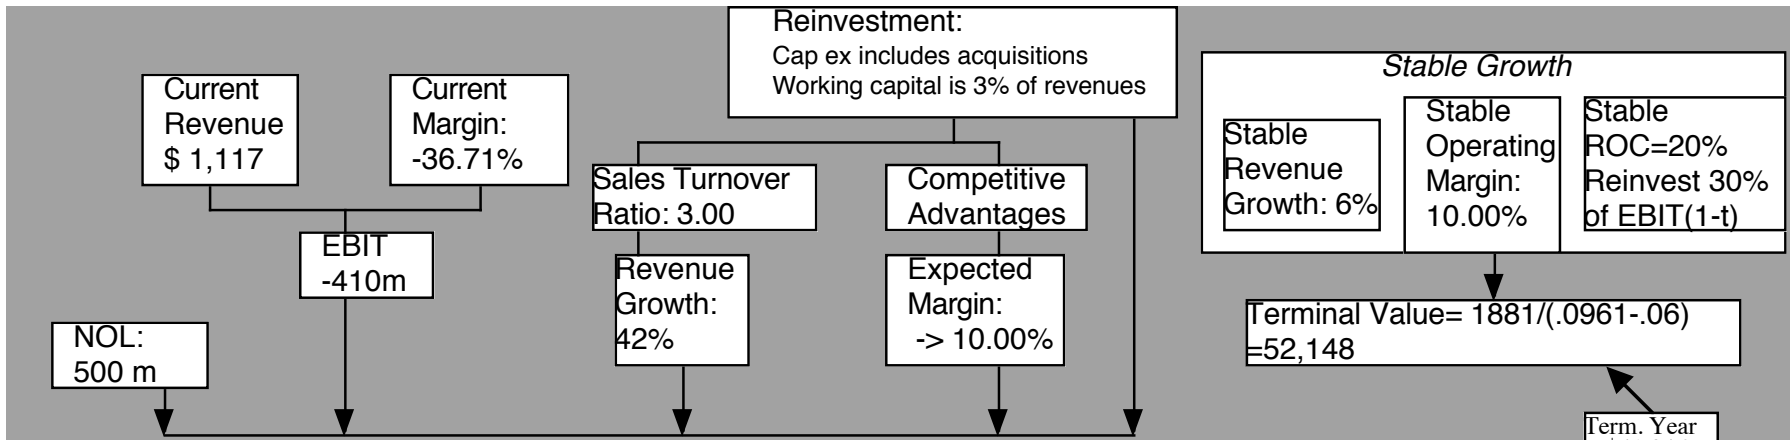 Reinvestment:
Cap ex includes acquisitions
Working capital is 3% of revenues
Current
Revenue
$ 1,117
Current
Margin:
-36.71%
EBIT
-410m
NOL:
500 m
Sales Turnover
Ratio: 3.00
Competitive
Advantages
Revenue
Growth:
42%
Expected
Margin:
-> 10.00%
Stable Growth
Stable
Revenue
Growth: 6%
Stable
Operating
Margin:
10.00%
Stable
ROC=20%
Reinvest 30%
of EBIT(1-t)
Terminal Value= 1881/(.0961-.06)
=52,148
Term. Year